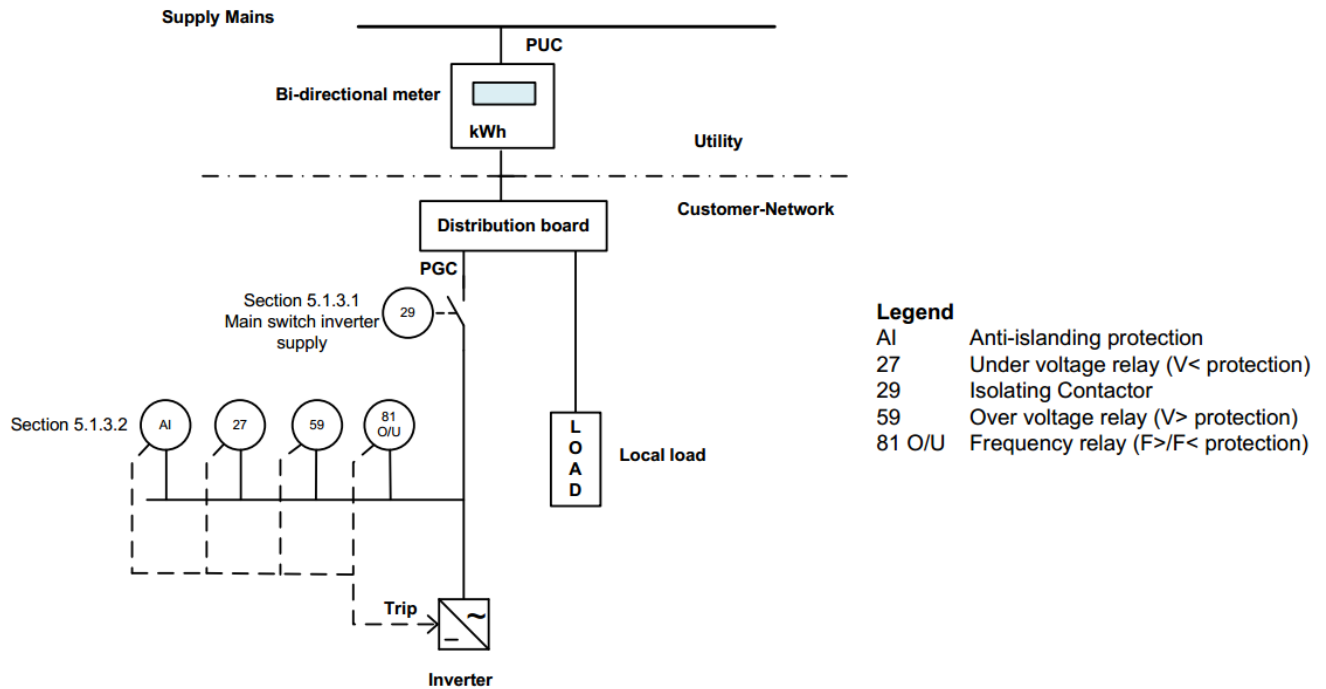 Supply Mains
PUC
Bi-directional meter
kWh
Utility
Customer-Network
Distribution board
PGC
Section 5.1.3.1
Main switch inverter
supply
29
Section 5.1.3.2
AI
27
59
81
O/U
L
O
A
D
Local load
Trip
Inverter
Legend
AI Anti-islanding protection
27 Under voltage relay (V< protection)
29 Isolating Contactor
59 Over voltage relay (V> protection)
81 O/U Frequency relay (F>/F< protection)